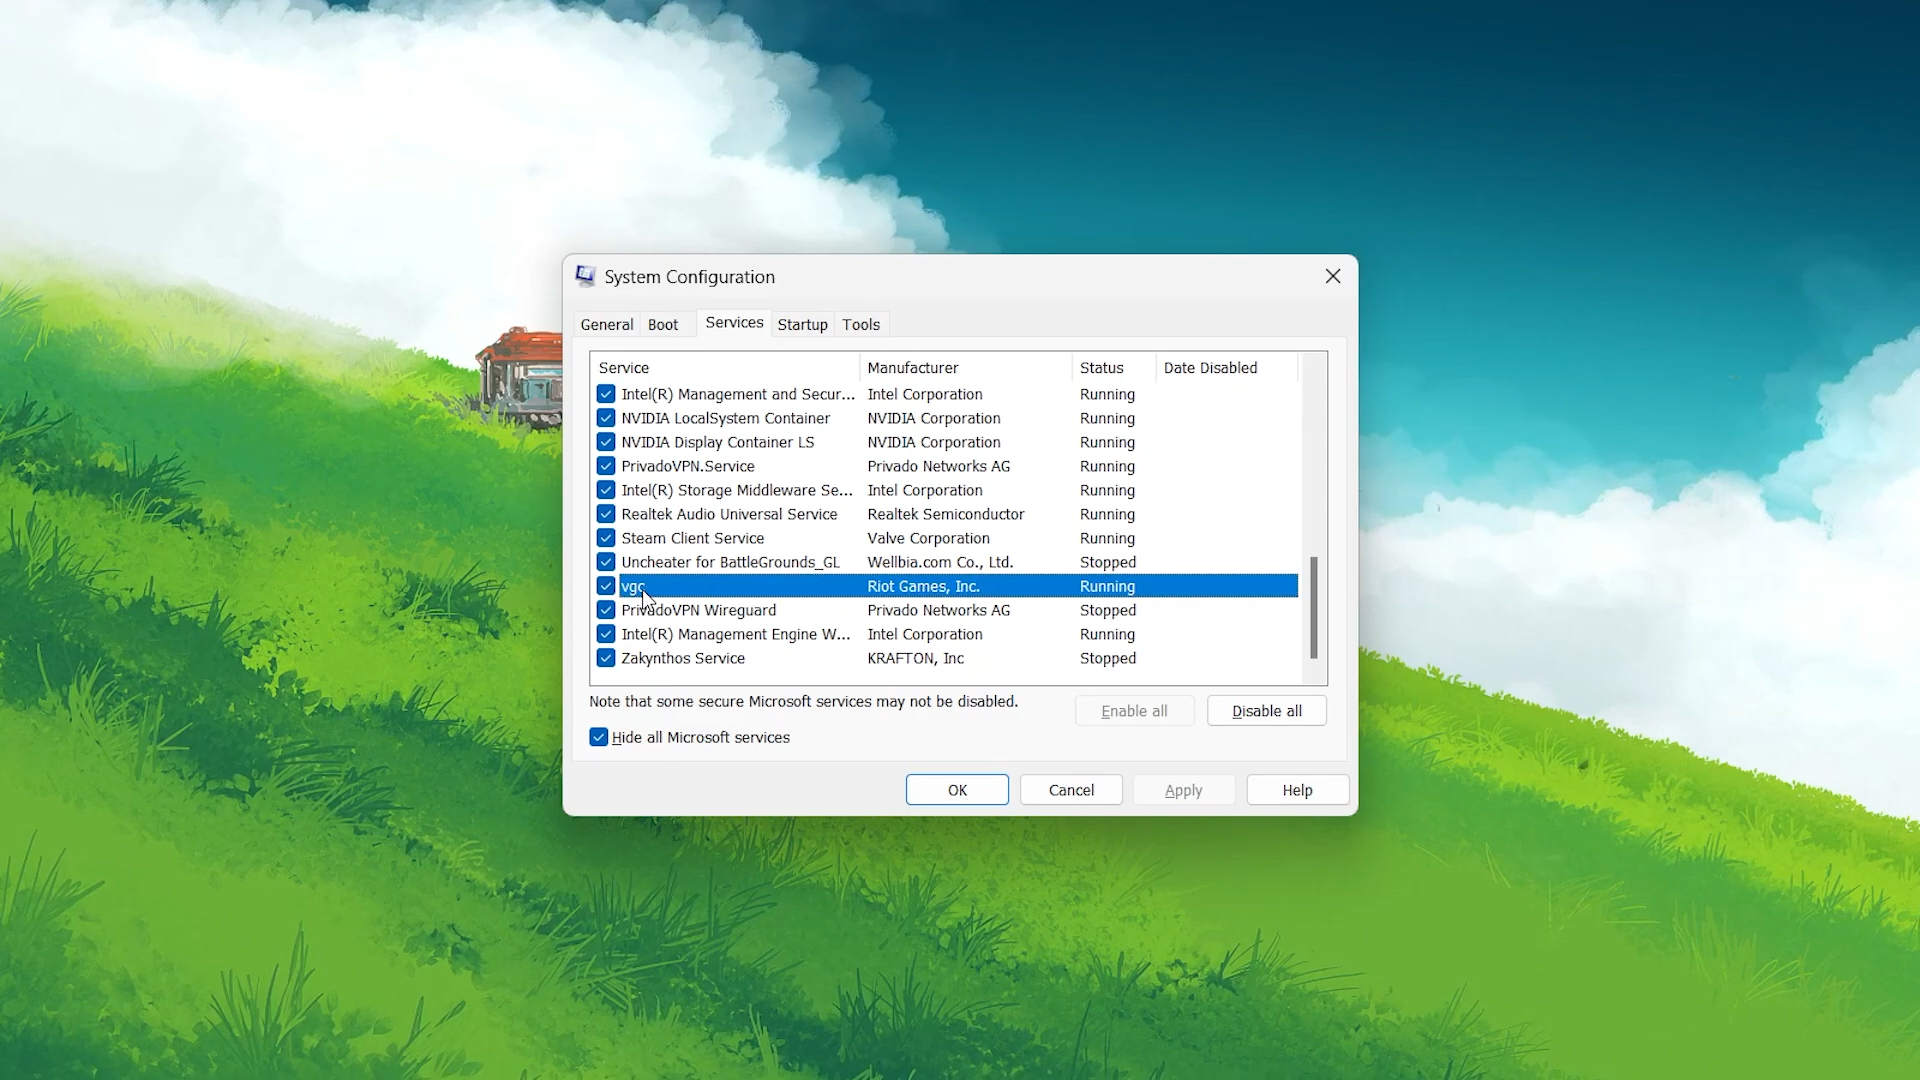 System Configuration
General Boot Services Startup Tools
Service Manufacturer Status Date Disabled
Intel(R) Management and Secur... Intel Corporation Running
NVIDIA LocalSystem Container NVIDIA Corporation Running
NVIDIA Display Container LS NVIDIA Corporation Running
PrivadoVPN.Service Privado Networks AG Running
Intel(R) Storage Middleware Se... Intel Corporation Running
Realtek Audio Universal Service Realtek Semiconductor Running
Steam Client Service Valve Corporation Running
Uncheater for BattleGrounds_GL Wellbia.com Co., Ltd. Stopped
vgc Riot Games, Inc. Running
PrivadoVPN Wireguard Privado Networks AG Stopped
Intel(R) Management Engine W... Intel Corporation Running
Zakynthos Service KRAFTON, Inc Stopped
Note that some secure Microsoft services may not be disabled.
Enable all Disable all
Hide all Microsoft services
OK Cancel Apply Help